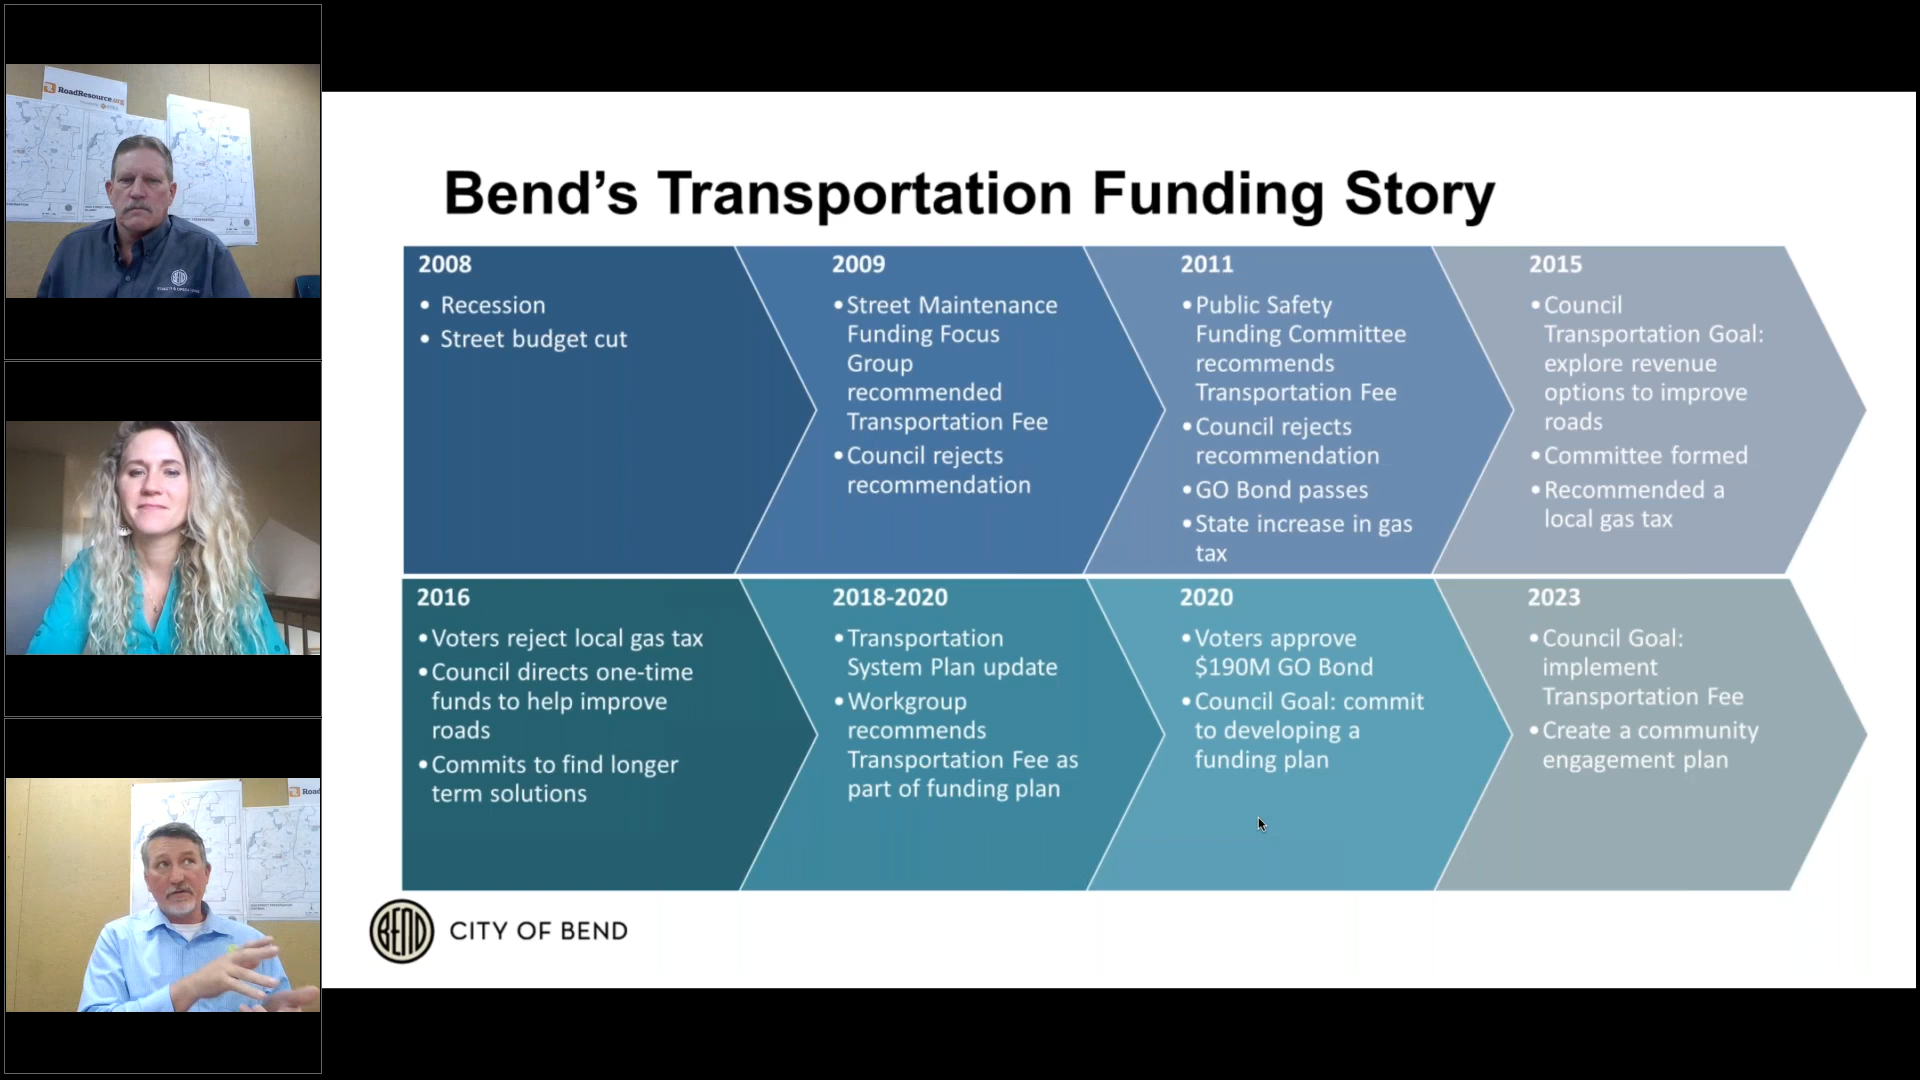 RoadResource.org
Bend's Transportation Funding Story
2008
• Recession
• Street budget cut
2009
• Street Maintenance
Funding Focus
Group
recommended
Transportation Fee
• Council rejects
recommendation
2011
• Public Safety
Funding Committee
recommends
Transportation Fee
• Council rejects
recommendation
• GO Bond passes
• State increase in gas
tax
2015
• Council
Transportation Goal:
explore revenue
options to improve
roads
• Committee formed
• Recommended a
local gas tax
2016
• Voters reject local gas tax
• Council directs one-time
funds to help improve
roads
• Commits to find longer
term solutions
2018-2020
• Transportation
System Plan update
• Workgroup
recommends
Transportation Fee as
part of funding plan
2020
• Voters approve
$190M GO Bond
• Council Goal: commit
to developing a
funding plan
2023
• Council Goal:
implement
Transportation Fee
• Create a community
engagement plan
BEND
CITY OF BEND
BEND
Road